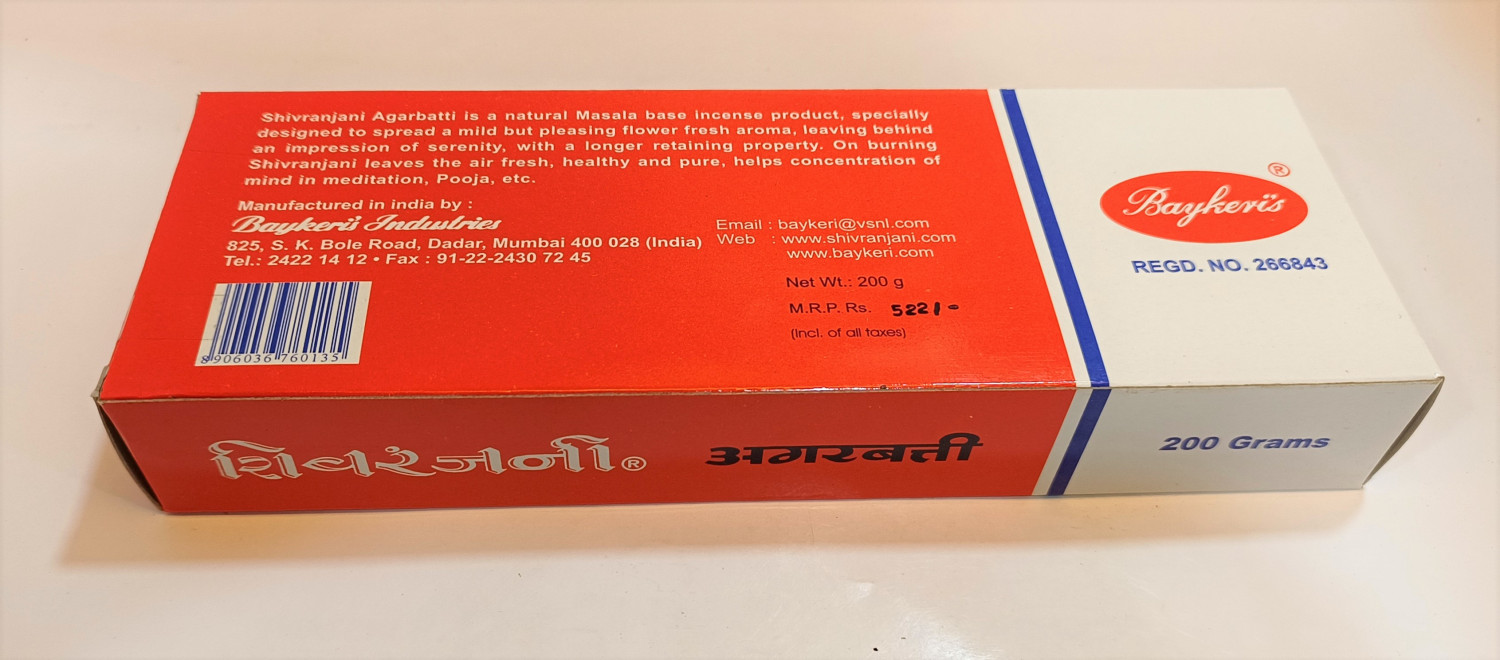 Shivranjani Agarbatti is a natural Masala base incense product, specially
designed to spread a mild but pleasing flower fresh aroma, leaving behind
an impression of serenity, with a longer retaining property. On burning
Shivranjani leaves the air fresh, healthy and pure, helps concentration of
mind in meditation, Pooja, etc.
Manufactured in india by :
Baykeri's Industries
825, S. K. Bole Road, Dadar, Mumbai 400 028 (India)
Tel.: 2422 14 12 • Fax : 91-22-2430 72 45
Email : baykeri@vsnl.com
Web : www.shivranjani.com
www.baykeri.com
Net Wt.: 200 g
M.R.P. Rs. 522/-
(Incl. of all taxes)
8906036760135
Baykeri's ®
REGD. NO. 266843
शिवरंजनी® अगरबत्ती
200 Grams